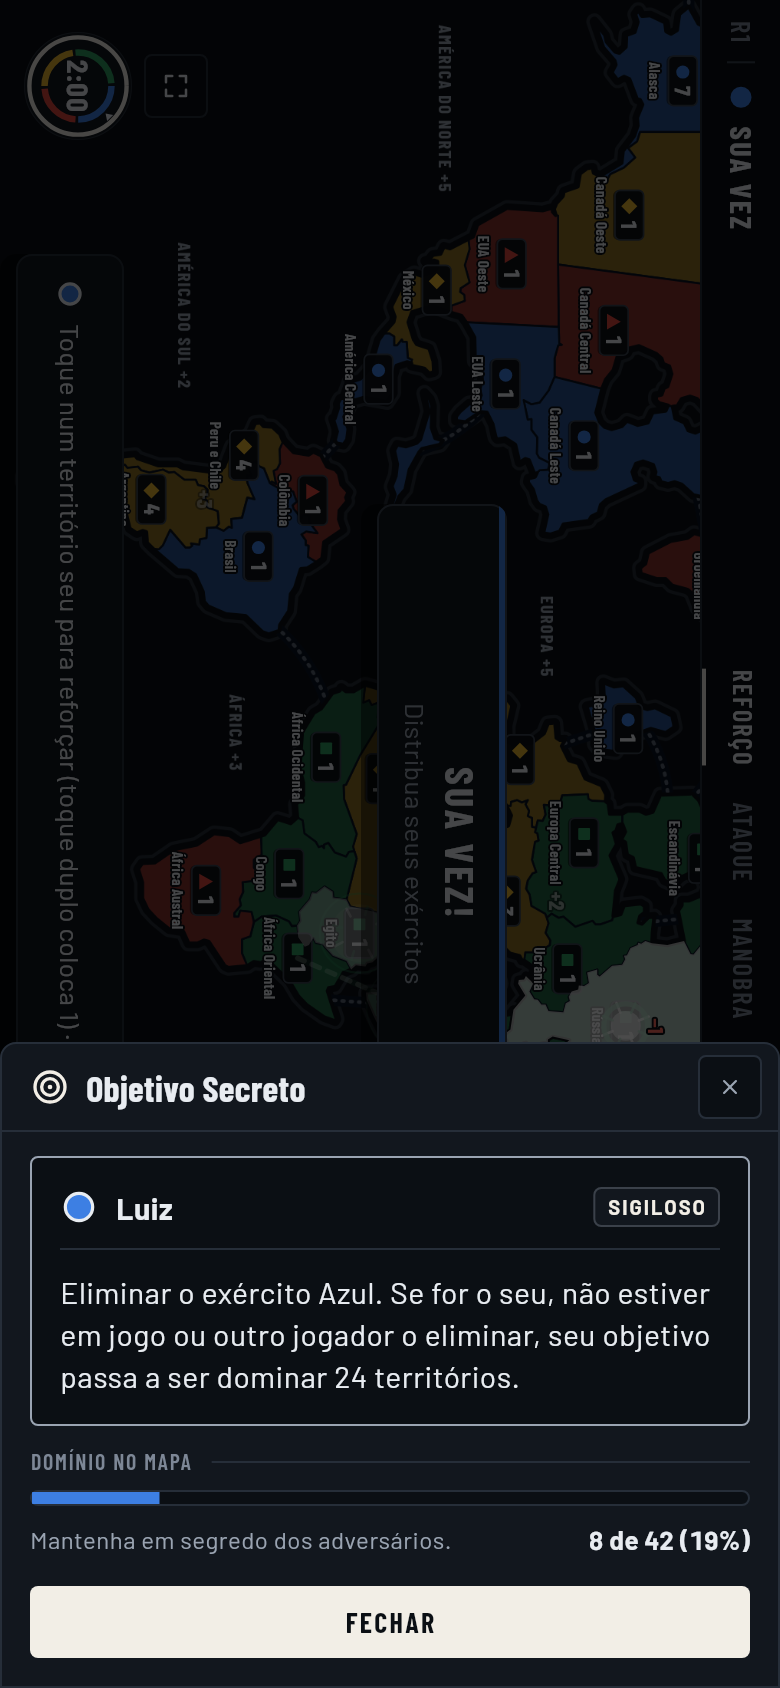 R1
SUA VEZ
REFORÇO
ATAQUE
MANOBRA
2:00
AMÉRICA DO NORTE +5
AMÉRICA DO SUL +2
EUROPA +5
ÁFRICA +3
Alasca
7
Canadá Oeste
1
Canadá Central
1
EUA Oeste
1
México
1
EUA Leste
1
Canadá Leste
1
América Central
1
Peru e Chile
4
+3
Colômbia
1
4
Brasil
1
Reino Unido
1
Escandinávia
1
Europa Central +2
1
Ucrânia
1
Rússia
-1
África Ocidental
1
Congo
1
África Oriental
1
África Austral
1
Egito
1
SUA VEZ!
Distribua seus exércitos
Toque num território seu para reforçar (toque duplo coloca 1) ·
Objetivo Secreto
×
Luiz
SIGILOSO
Eliminar o exército Azul. Se for o seu, não estiver
em jogo ou outro jogador o eliminar, seu objetivo
passa a ser dominar 24 territórios.
DOMÍNIO NO MAPA
Mantenha em segredo dos adversários.
8 de 42 (19%)
FECHAR